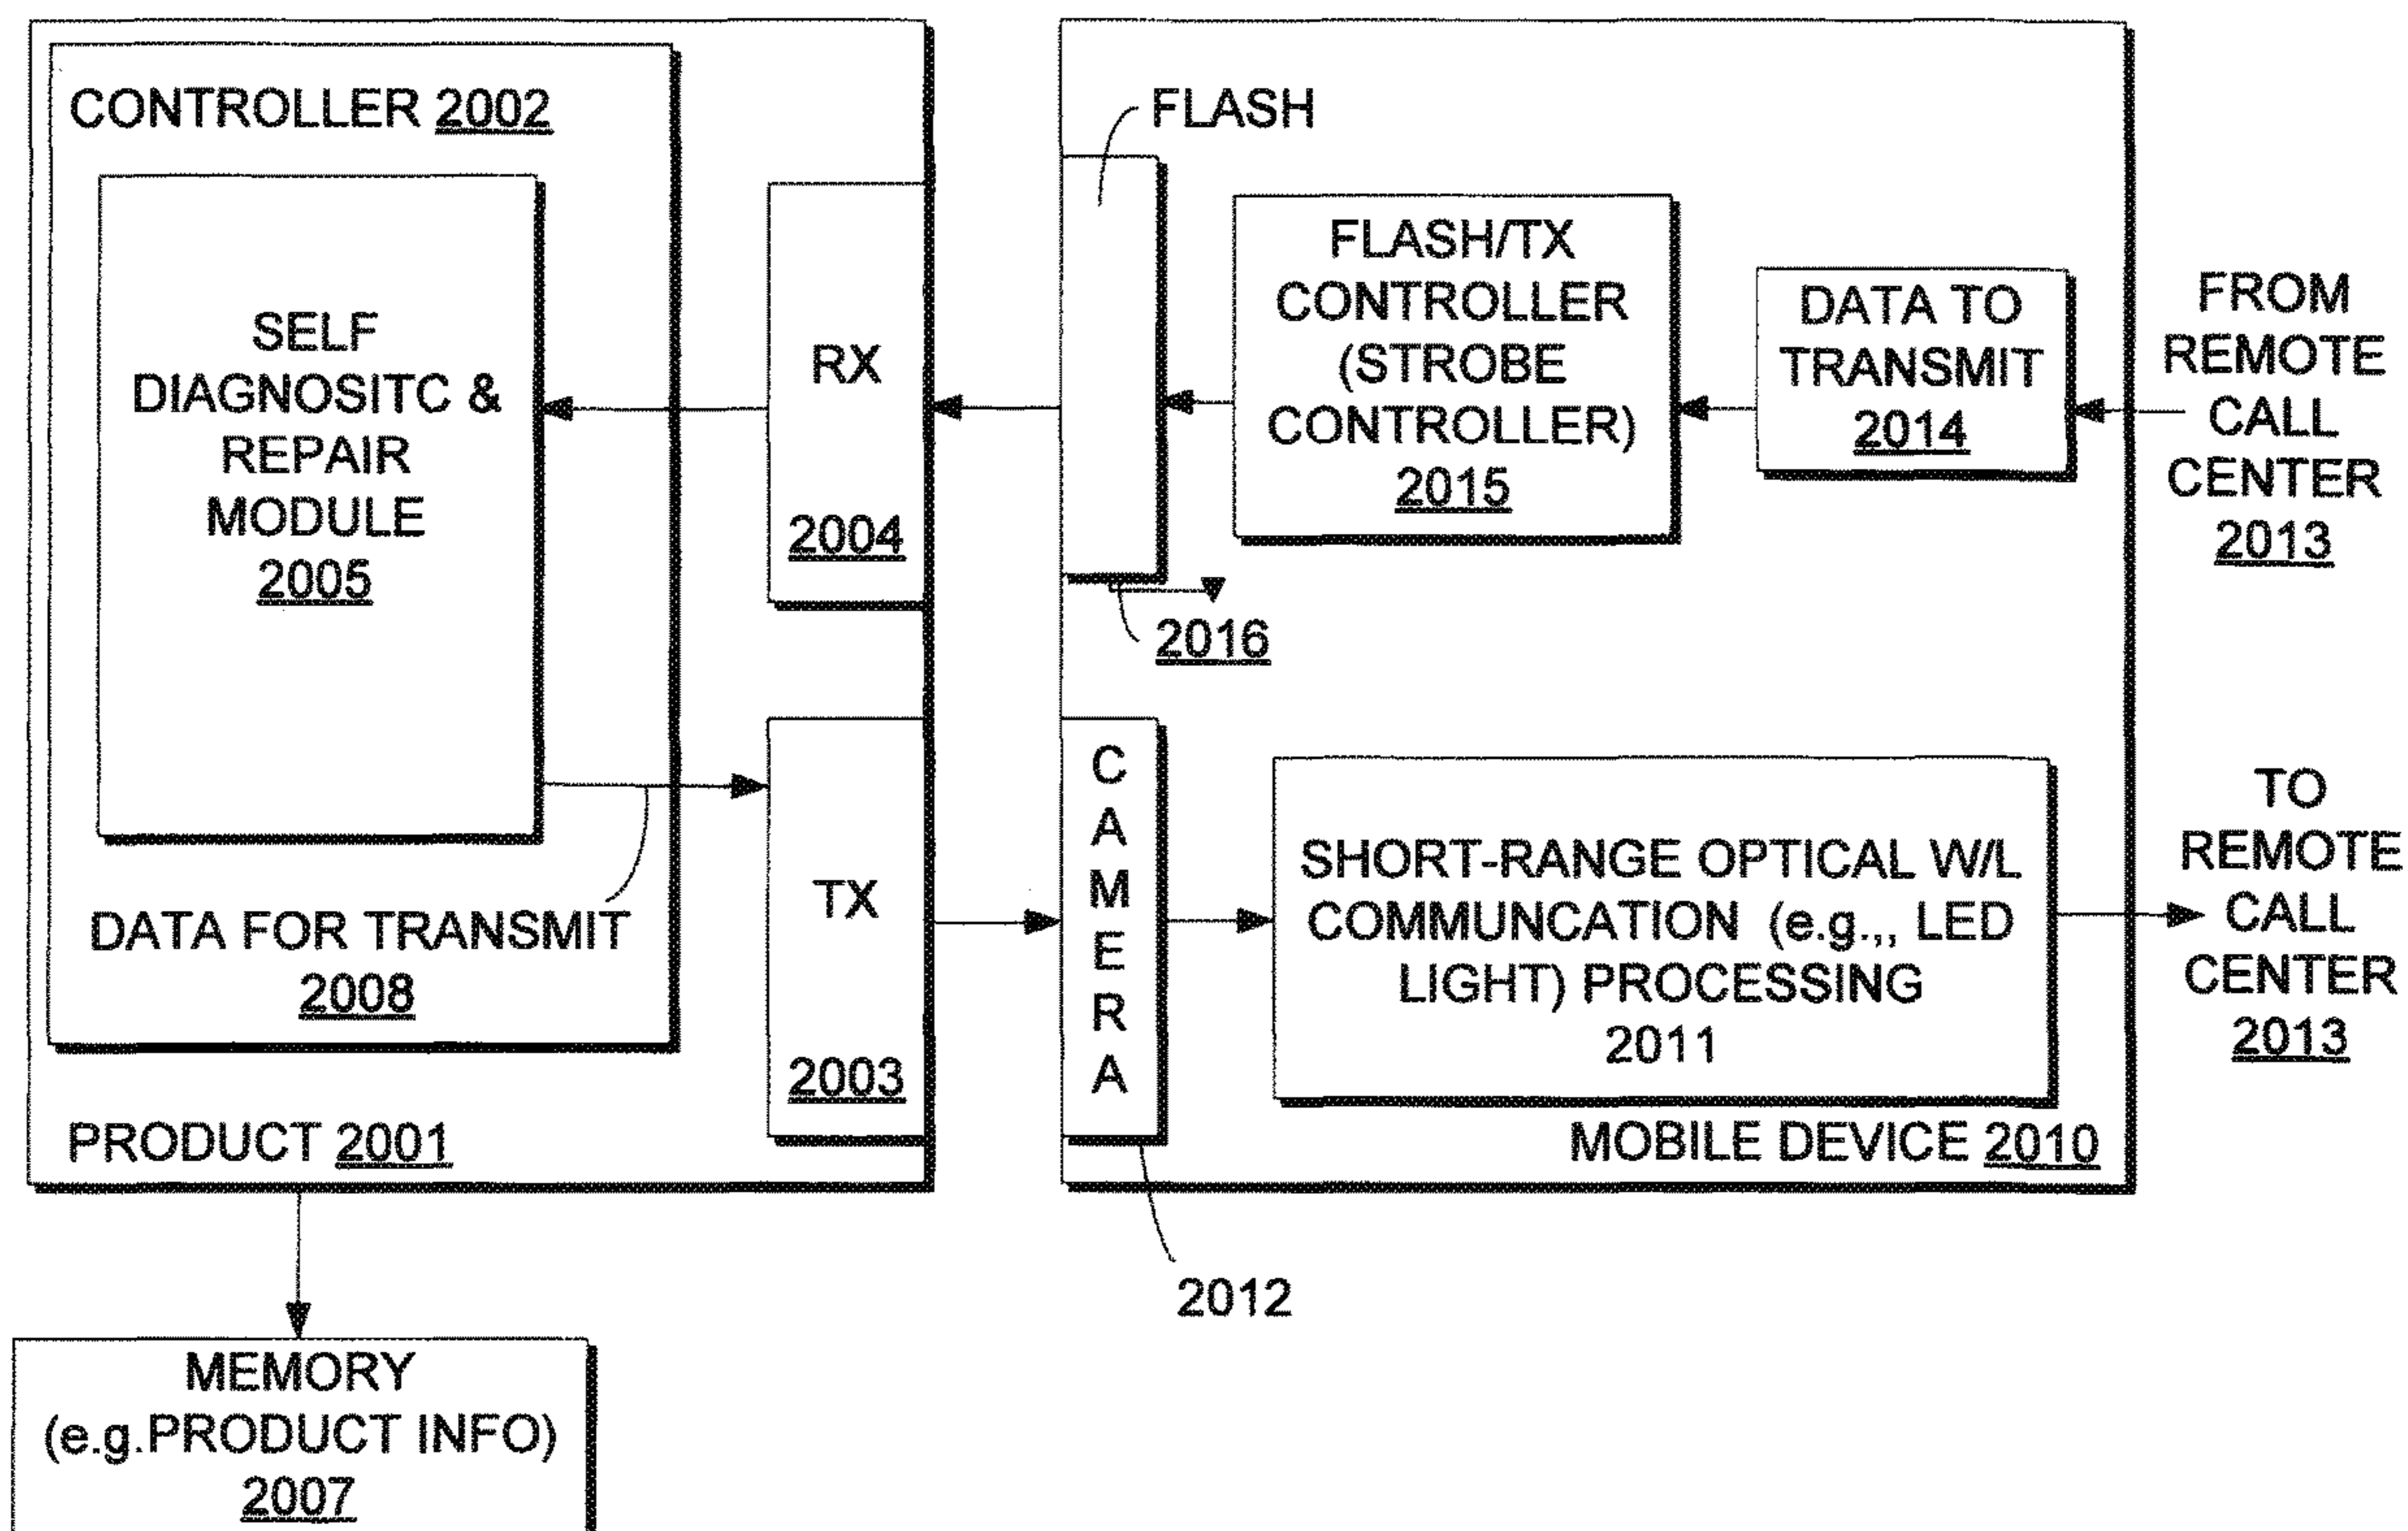 CONTROLLER 2002
SELF
DIAGNOSITC &
REPAIR
MODULE
2005
DATA FOR TRANSMIT
2008
RX
2004
TX
2003
PRODUCT 2001
MEMORY
(e.g.PRODUCT INFO)
2007
FLASH
2016
FLASH/TX
CONTROLLER
(STROBE
CONTROLLER)
2015
DATA TO
TRANSMIT
2014
FROM
REMOTE
CALL
CENTER
2013
C
A
M
E
R
A
2012
SHORT-RANGE OPTICAL W/L
COMMUNCATION (e.g.,, LED
LIGHT) PROCESSING
2011
MOBILE DEVICE 2010
TO
REMOTE
CALL
CENTER
2013